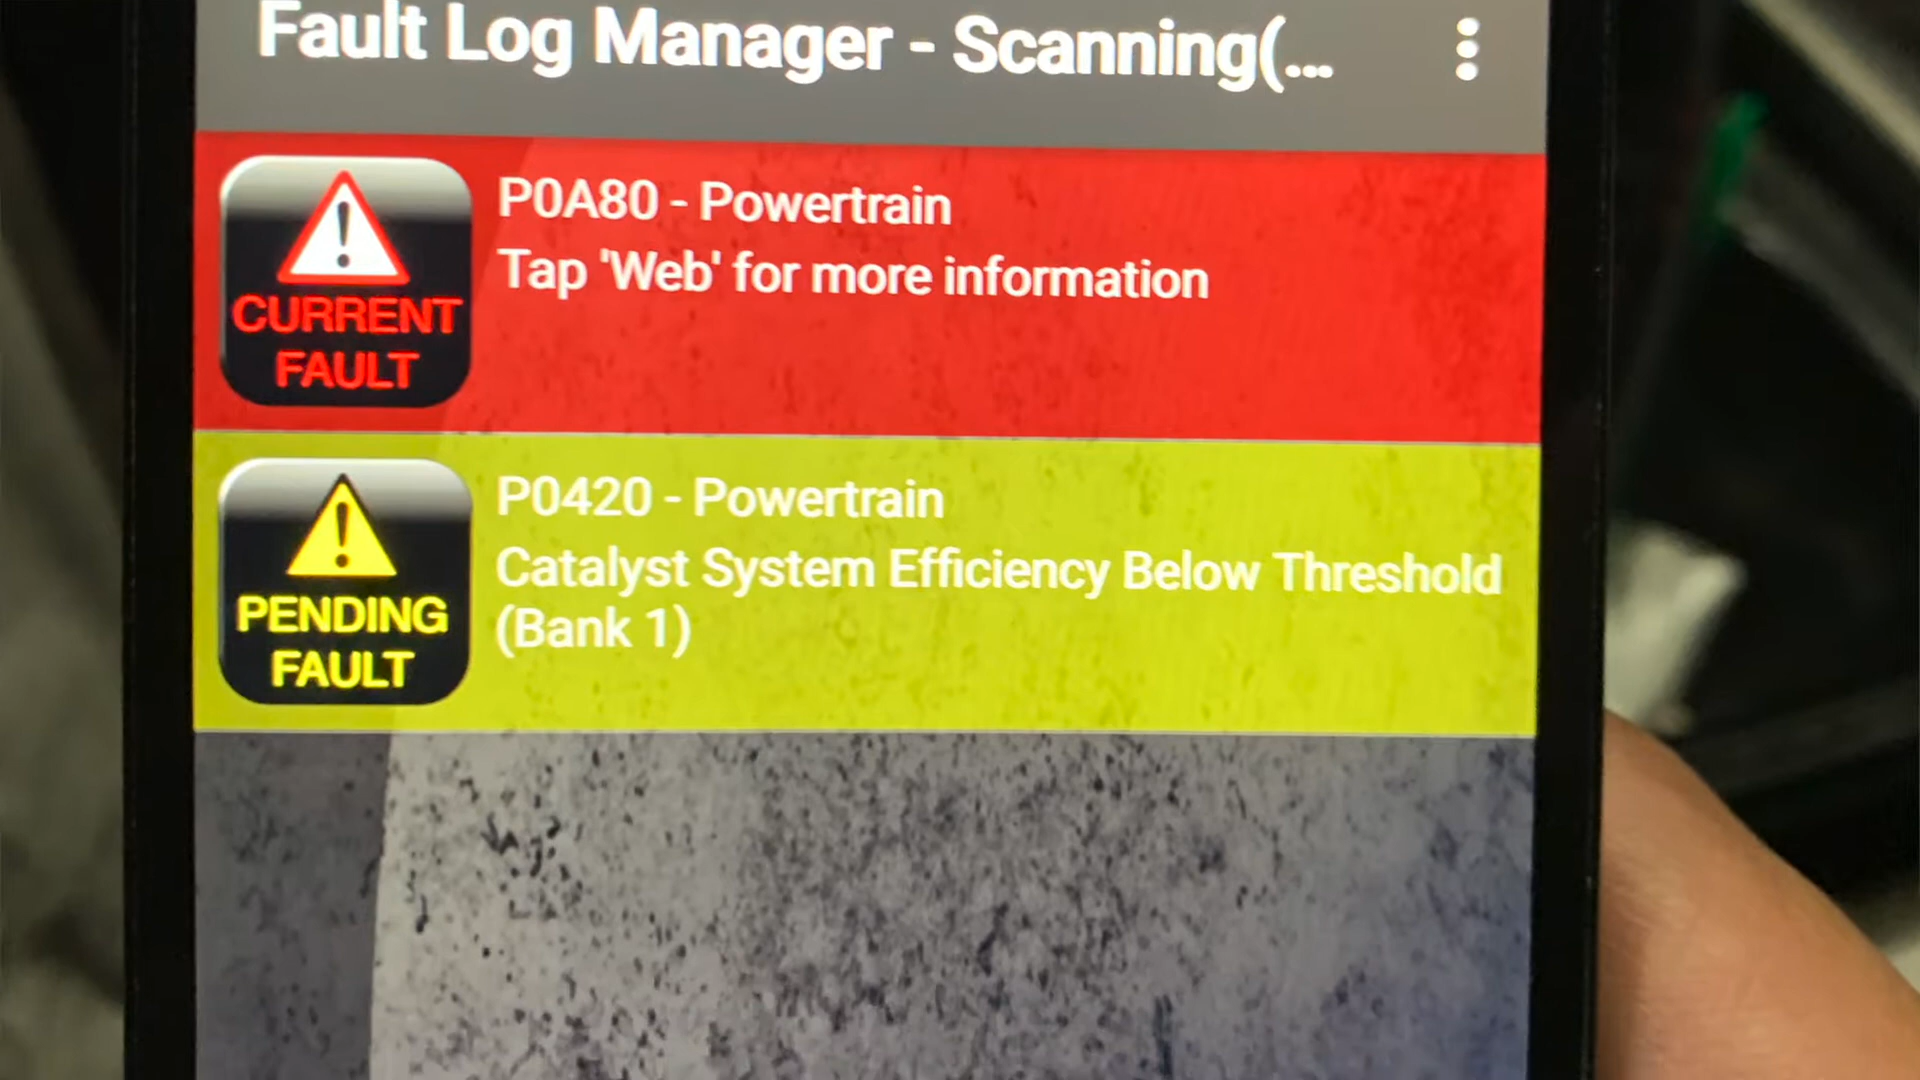 Fault Log Manager - Scanning(...
P0A80 - Powertrain
Tap 'Web' for more information
CURRENT
FAULT
P0420 - Powertrain
Catalyst System Efficiency Below Threshold
(Bank 1)
PENDING
FAULT